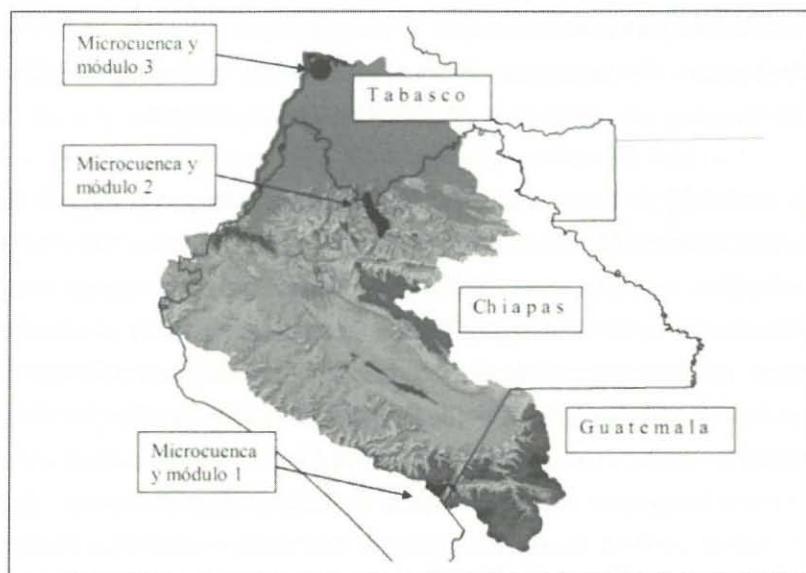 Microcuenca y
módulo 3
Tabasco
Microcuenca y
módulo 2
Chiapas
Guatemala
Microcuenca
y módulo 1